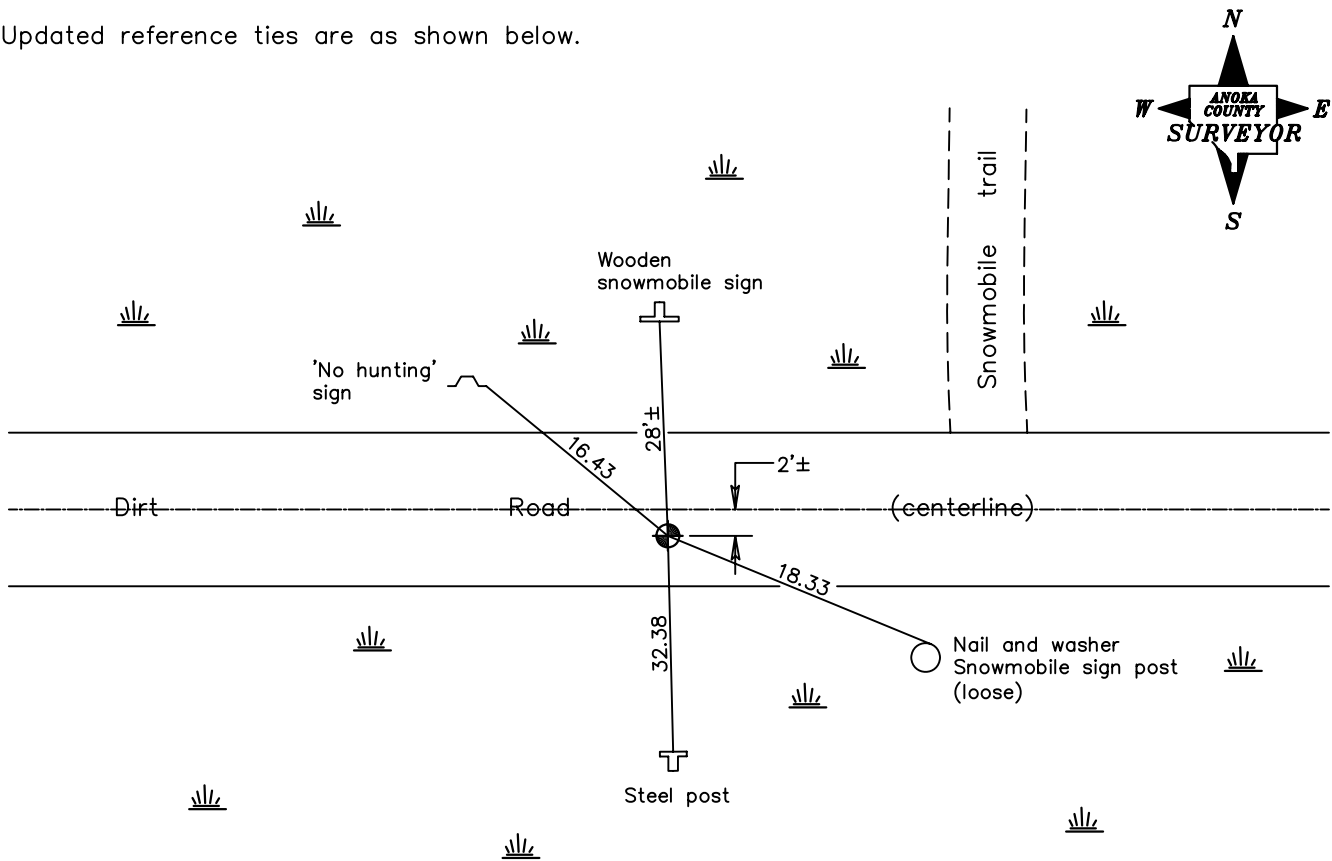 Updated reference ties are as shown below.
N
W
ANOKA
COUNTY
SURVEYOR
E
S
Snowmobile trail
Wooden
snowmobile sign
'No hunting'
sign
28'±
16.43
2'±
Dirt Road (centerline)
18.33
32.38
Nail and washer
Snowmobile sign post
(loose)
Steel post